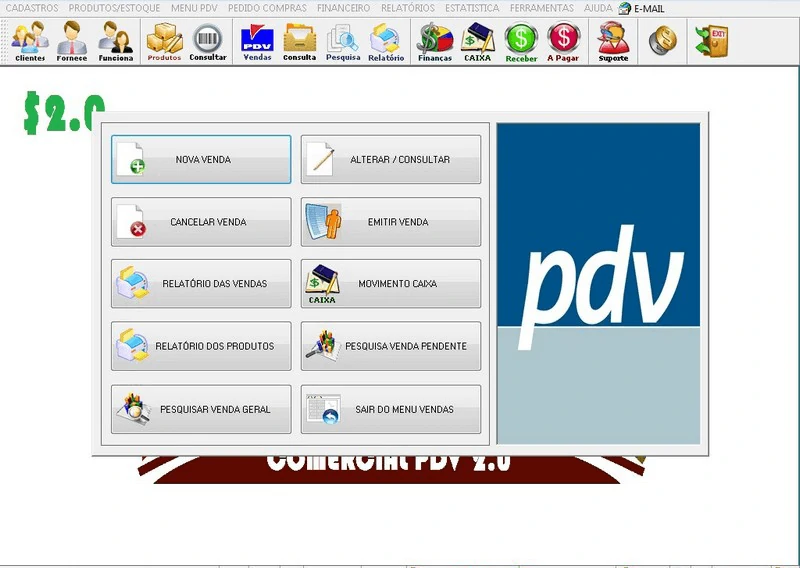 CADASTROS PRODUTOS/ESTOQUE MENU PDV PEDIDO COMPRAS FINANCEIRO RELATÓRIOS ESTATISTICA FERRAMENTAS AJUDA E-MAIL
PDV $ $ $ EXIT
Clientes Fornece Funciona Produtos Consultar Vendas Consulta Pesquisa Relatório Finanças CAIXA Receber A Pagar Suporte
$2.0
NOVA VENDA ALTERAR / CONSULTAR
CANCELAR VENDA EMITIR VENDA
RELATÓRIO DAS VENDAS CAIXA MOVIMENTO CAIXA
RELATÓRIO DOS PRODUTOS PESQUISA VENDA PENDENTE
PESQUISAR VENDA GERAL SAIR DO MENU VENDAS
pdv
COMERCIAL PDV 2.0